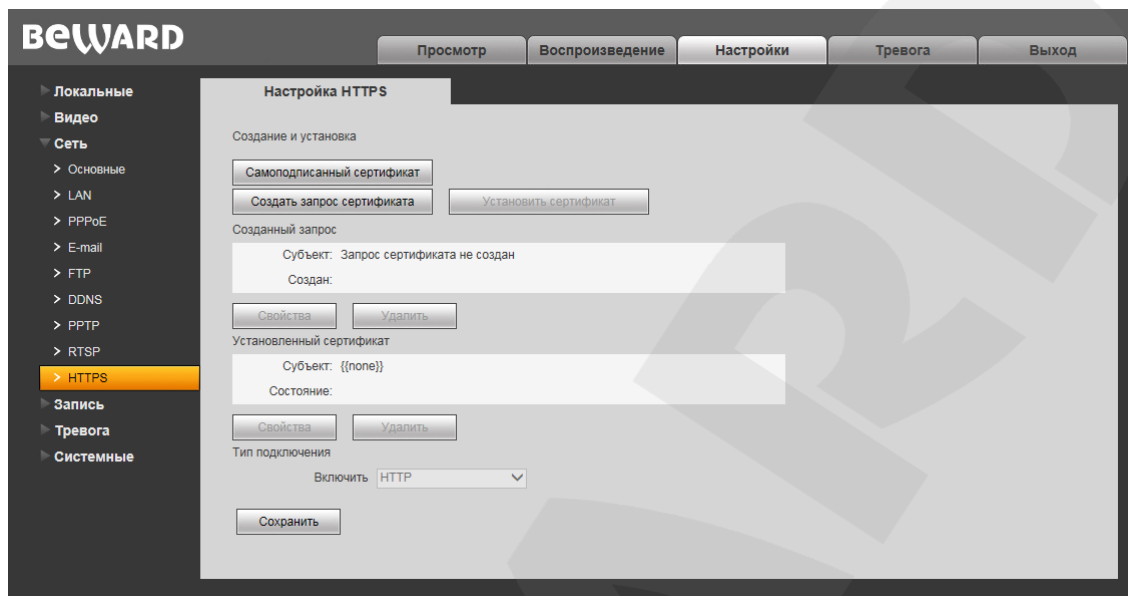 BEWARD
Просмотр Воспроизведение Настройки Тревога Выход
Локальные
Видео
Сеть
> Основные
> LAN
> PPPoE
> E-mail
> FTP
> DDNS
> PPTP
> RTSP
> HTTPS
Запись
Тревога
Системные
Настройка HTTPS
Создание и установка
Самоподписанный сертификат
Создать запрос сертификата Установить сертификат
Созданный запрос
Субъект: Запрос сертификата не создан
Создан:
Свойства Удалить
Установленный сертификат
Субъект: {{none}}
Состояние:
Свойства Удалить
Тип подключения
Включить HTTP
Сохранить